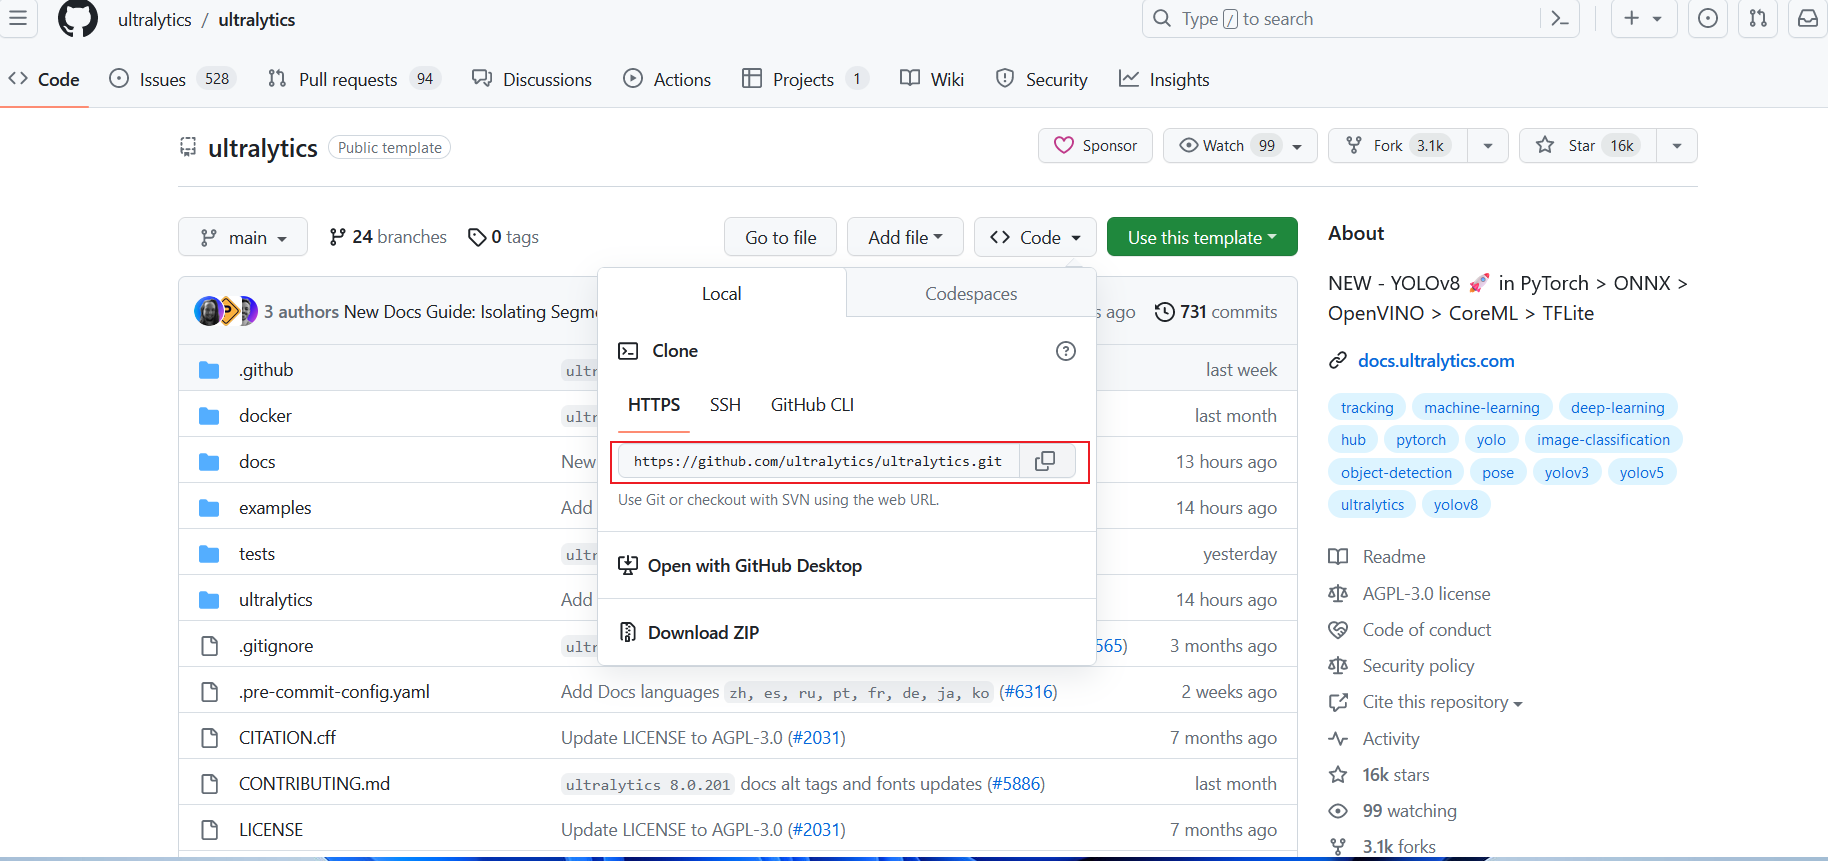 ultralytics / ultralytics
Type / to search
Code
Issues 528
Pull requests 94
Discussions
Actions
Projects 1
Wiki
Security
Insights
ultralytics Public template
Sponsor
Watch 99
Fork 3.1k
Star 16k
main
24 branches
0 tags
Go to file
Add file
Code
Use this template
3 authors New Docs Guide: Isolating Segme
ago
731 commits
Local
Codespaces
Clone
HTTPS SSH GitHub CLI
https://github.com/ultralytics/ultralytics.git
Use Git or checkout with SVN using the web URL.
Open with GitHub Desktop
Download ZIP
.github ultr last week
docker ultr last month
docs New 13 hours ago
examples Add 14 hours ago
tests ultr yesterday
ultralytics Add 14 hours ago
.gitignore ultr 565) 3 months ago
.pre-commit-config.yaml Add Docs languages zh, es, ru, pt, fr, de, ja, ko (#6316) 2 weeks ago
CITATION.cff Update LICENSE to AGPL-3.0 (#2031) 7 months ago
CONTRIBUTING.md ultralytics 8.0.201 docs alt tags and fonts updates (#5886) last month
LICENSE Update LICENSE to AGPL-3.0 (#2031) 7 months ago
About
NEW - YOLOv8 🚀 in PyTorch > ONNX >
OpenVINO > CoreML > TFLite
docs.ultralytics.com
tracking machine-learning deep-learning
hub pytorch yolo image-classification
object-detection pose yolov3 yolov5
ultralytics yolov8
Readme
AGPL-3.0 license
Code of conduct
Security policy
Cite this repository
Activity
16k stars
99 watching
3.1k forks